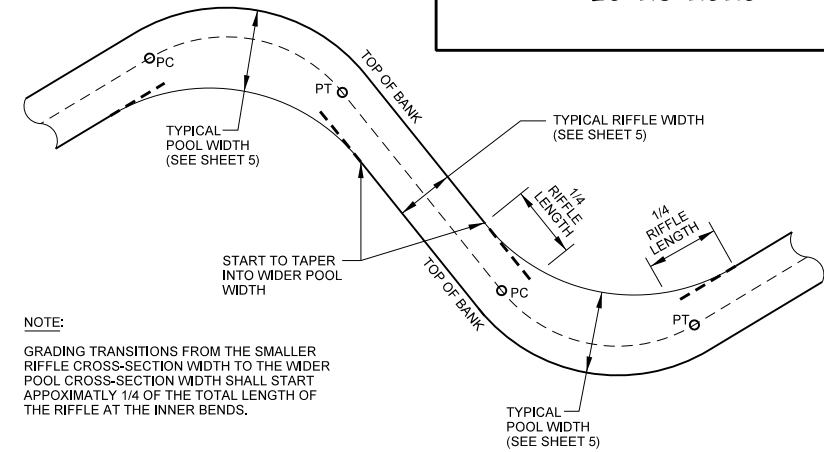 PC
PT
TOP OF BANK
TYPICAL
POOL WIDTH
(SEE SHEET 5)
TYPICAL RIFFLE WIDTH
(SEE SHEET 5)
1/4
RIFFLE
LENGTH
1/4
RIFFLE
LENGTH
START TO TAPER
INTO WIDER POOL
WIDTH
TOP OF BANK
PC
PT
NOTE:
GRADING TRANSITIONS FROM THE SMALLER
RIFFLE CROSS-SECTION WIDTH TO THE WIDER
POOL CROSS-SECTION WIDTH SHALL START
APPOXIMATLY 1/4 OF THE TOTAL LENGTH OF
THE RIFFLE AT THE INNER BENDS.
TYPICAL
POOL WIDTH
(SEE SHEET 5)